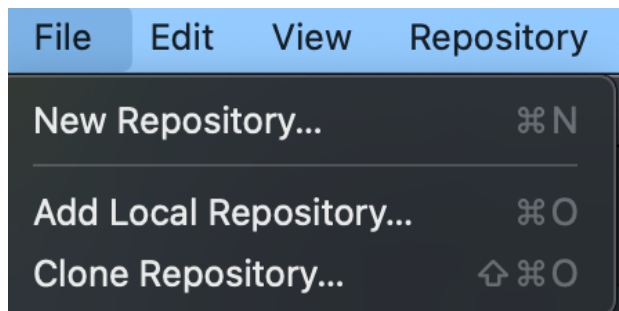 File Edit View Repository
New Repository... ⌘N
Add Local Repository... ⌘O
Clone Repository... ⇧⌘O